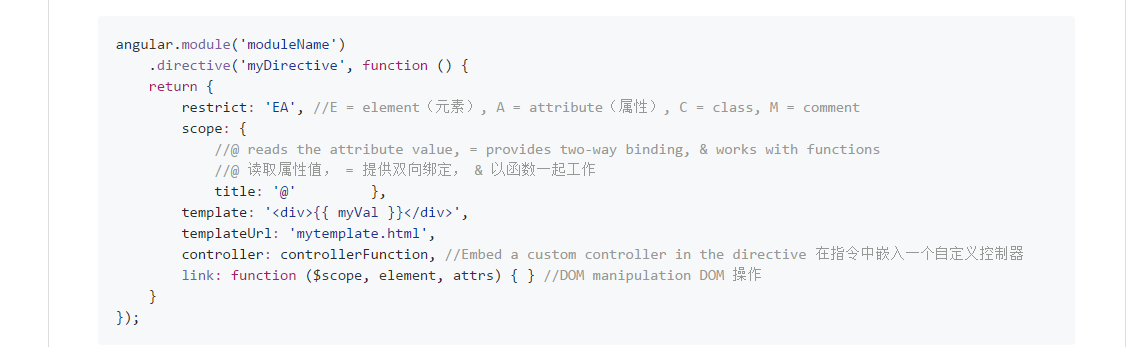 angular.module('moduleName')
.directive('myDirective', function () {
return {
restrict: 'EA', //E = element（元素）, A = attribute（属性）, C = class, M = comment
scope: {
//@ reads the attribute value, = provides two-way binding, & works with functions
//@ 读取属性值， = 提供双向绑定， & 以函数一起工作
title: '@' },
template: '<div>{{ myVal }}</div>',
templateUrl: 'mytemplate.html',
controller: controllerFunction, //Embed a custom controller in the directive 在指令中嵌入一个自定义控制器
link: function ($scope, element, attrs) { } //DOM manipulation DOM 操作
}
});